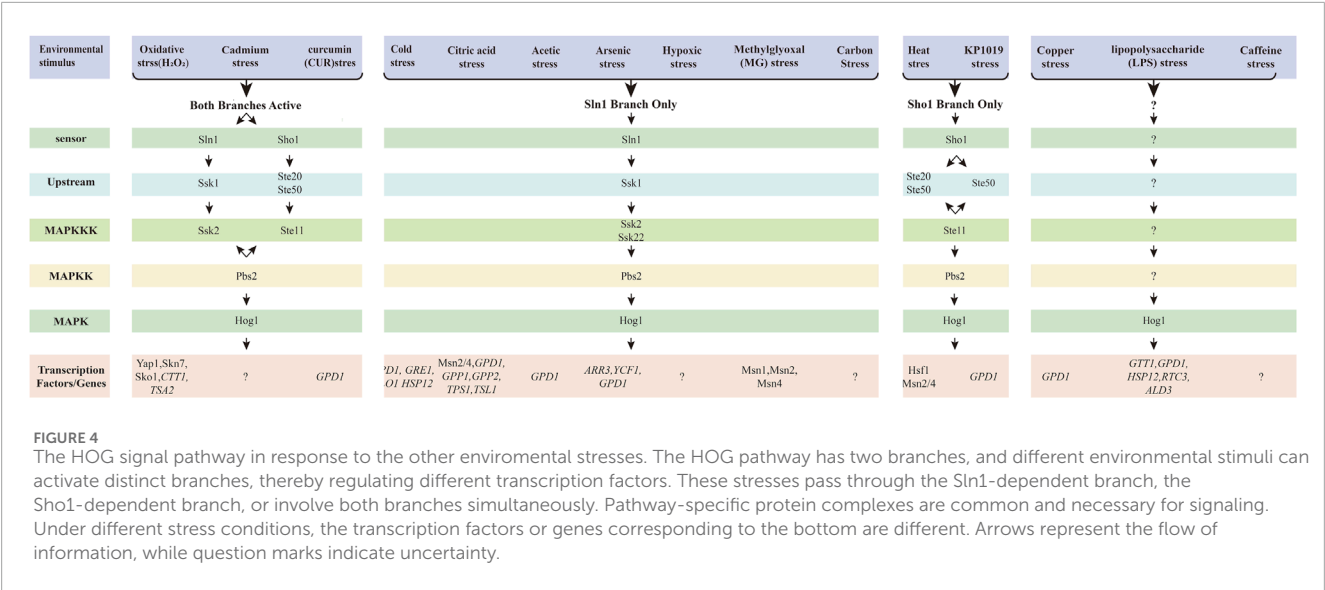 Environmental stimulus
Oxidative strss(H₂O₂)
Cadmium stress
curcumin (CUR)stres
Cold stress
Citric acid stress
Acetic stress
Arsenic stress
Hypoxic stress
Methylglyoxal (MG) stress
Carbon Stress
Heat stres
KP1019 stress
Copper stress
lipopolysaccharide (LPS) stress
Caffeine stress
Both Branches Active
Sln1 Branch Only
Sho1 Branch Only
?
sensor
Sln1
Sho1
Sln1
Sho1
?
Upstream
Ssk1
Ste20
Ste50
Ssk1
Ste20
Ste50
Ste50
?
MAPKKK
Ssk2
Ste11
Ssk2
Ssk22
Ste11
?
MAPKK
Pbs2
Pbs2
Pbs2
?
MAPK
Hog1
Hog1
Hog1
Hog1
Transcription
Factors/Genes
Yap1,Skn7,
Sko1,CTT1,
TSA2
?
GPD1
PD1, GRE1,
O1 HSP12
Msn2/4,GPD1,
GPP1,GPP2,
TPS1,TSL1
GPD1
ARR3,YCF1,
GPD1
?
Msn1,Msn2,
Msn4
?
Hsf1
Msn2/4
GPD1
GPD1
GTT1,GPD1,
HSP12,RTC3,
ALD3
?
FIGURE 4
The HOG signal pathway in response to the other enviromental stresses. The HOG pathway has two branches, and different environmental stimuli can
activate distinct branches, thereby regulating different transcription factors. These stresses pass through the Sln1-dependent branch, the
Sho1-dependent branch, or involve both branches simultaneously. Pathway-specific protein complexes are common and necessary for signaling.
Under different stress conditions, the transcription factors or genes corresponding to the bottom are different. Arrows represent the flow of
information, while question marks indicate uncertainty.